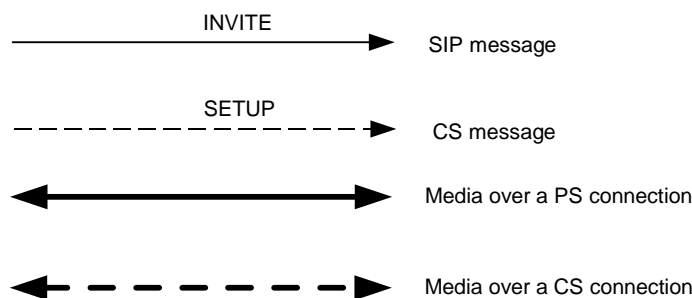 INVITE
SIP message
SETUP
CS message
Media over a PS connection
Media over a CS connection